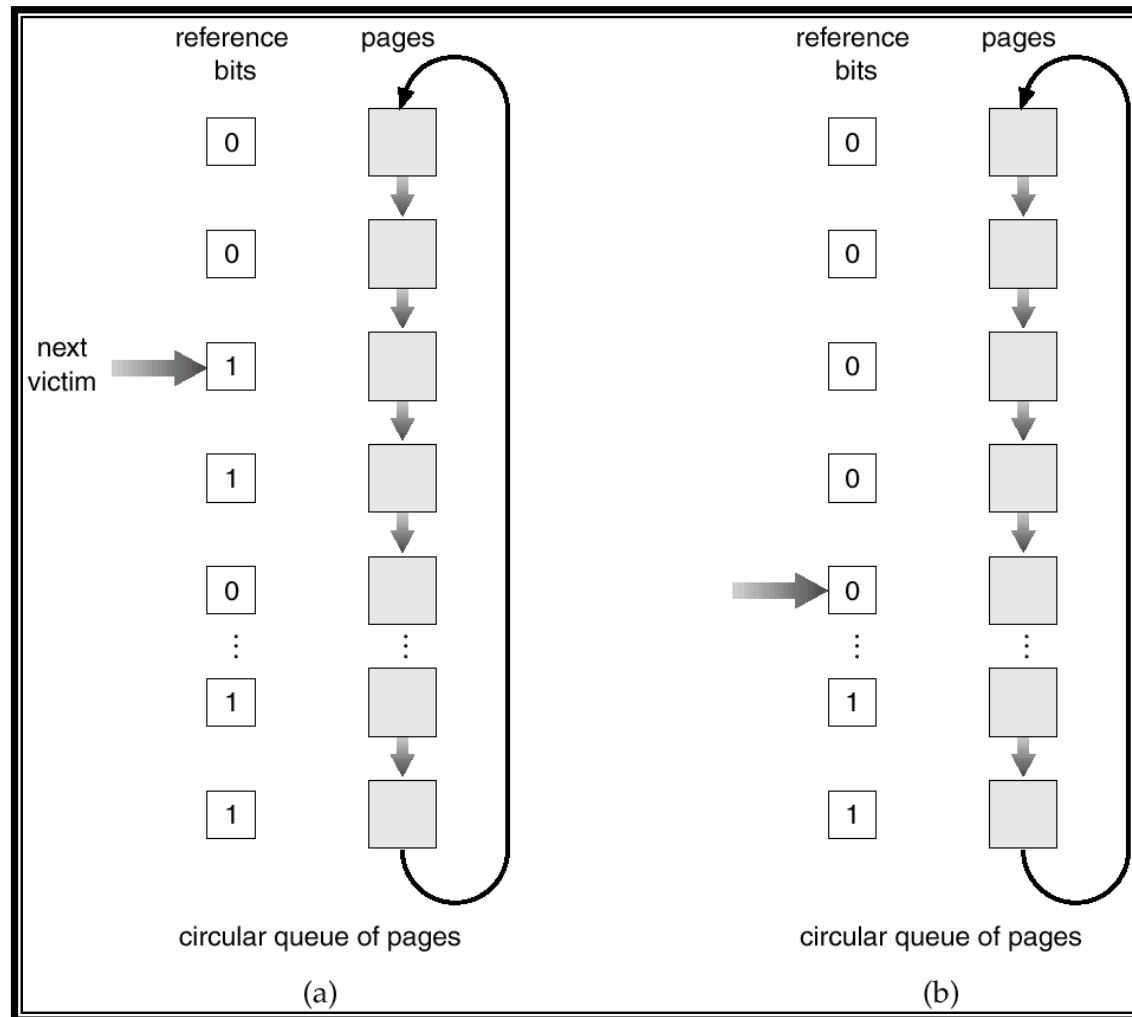 reference bits
pages
0
0
next victim
1
1
0
1
1
circular queue of pages
(a)
reference bits
pages
0
0
0
0
0
1
1
circular queue of pages
(b)